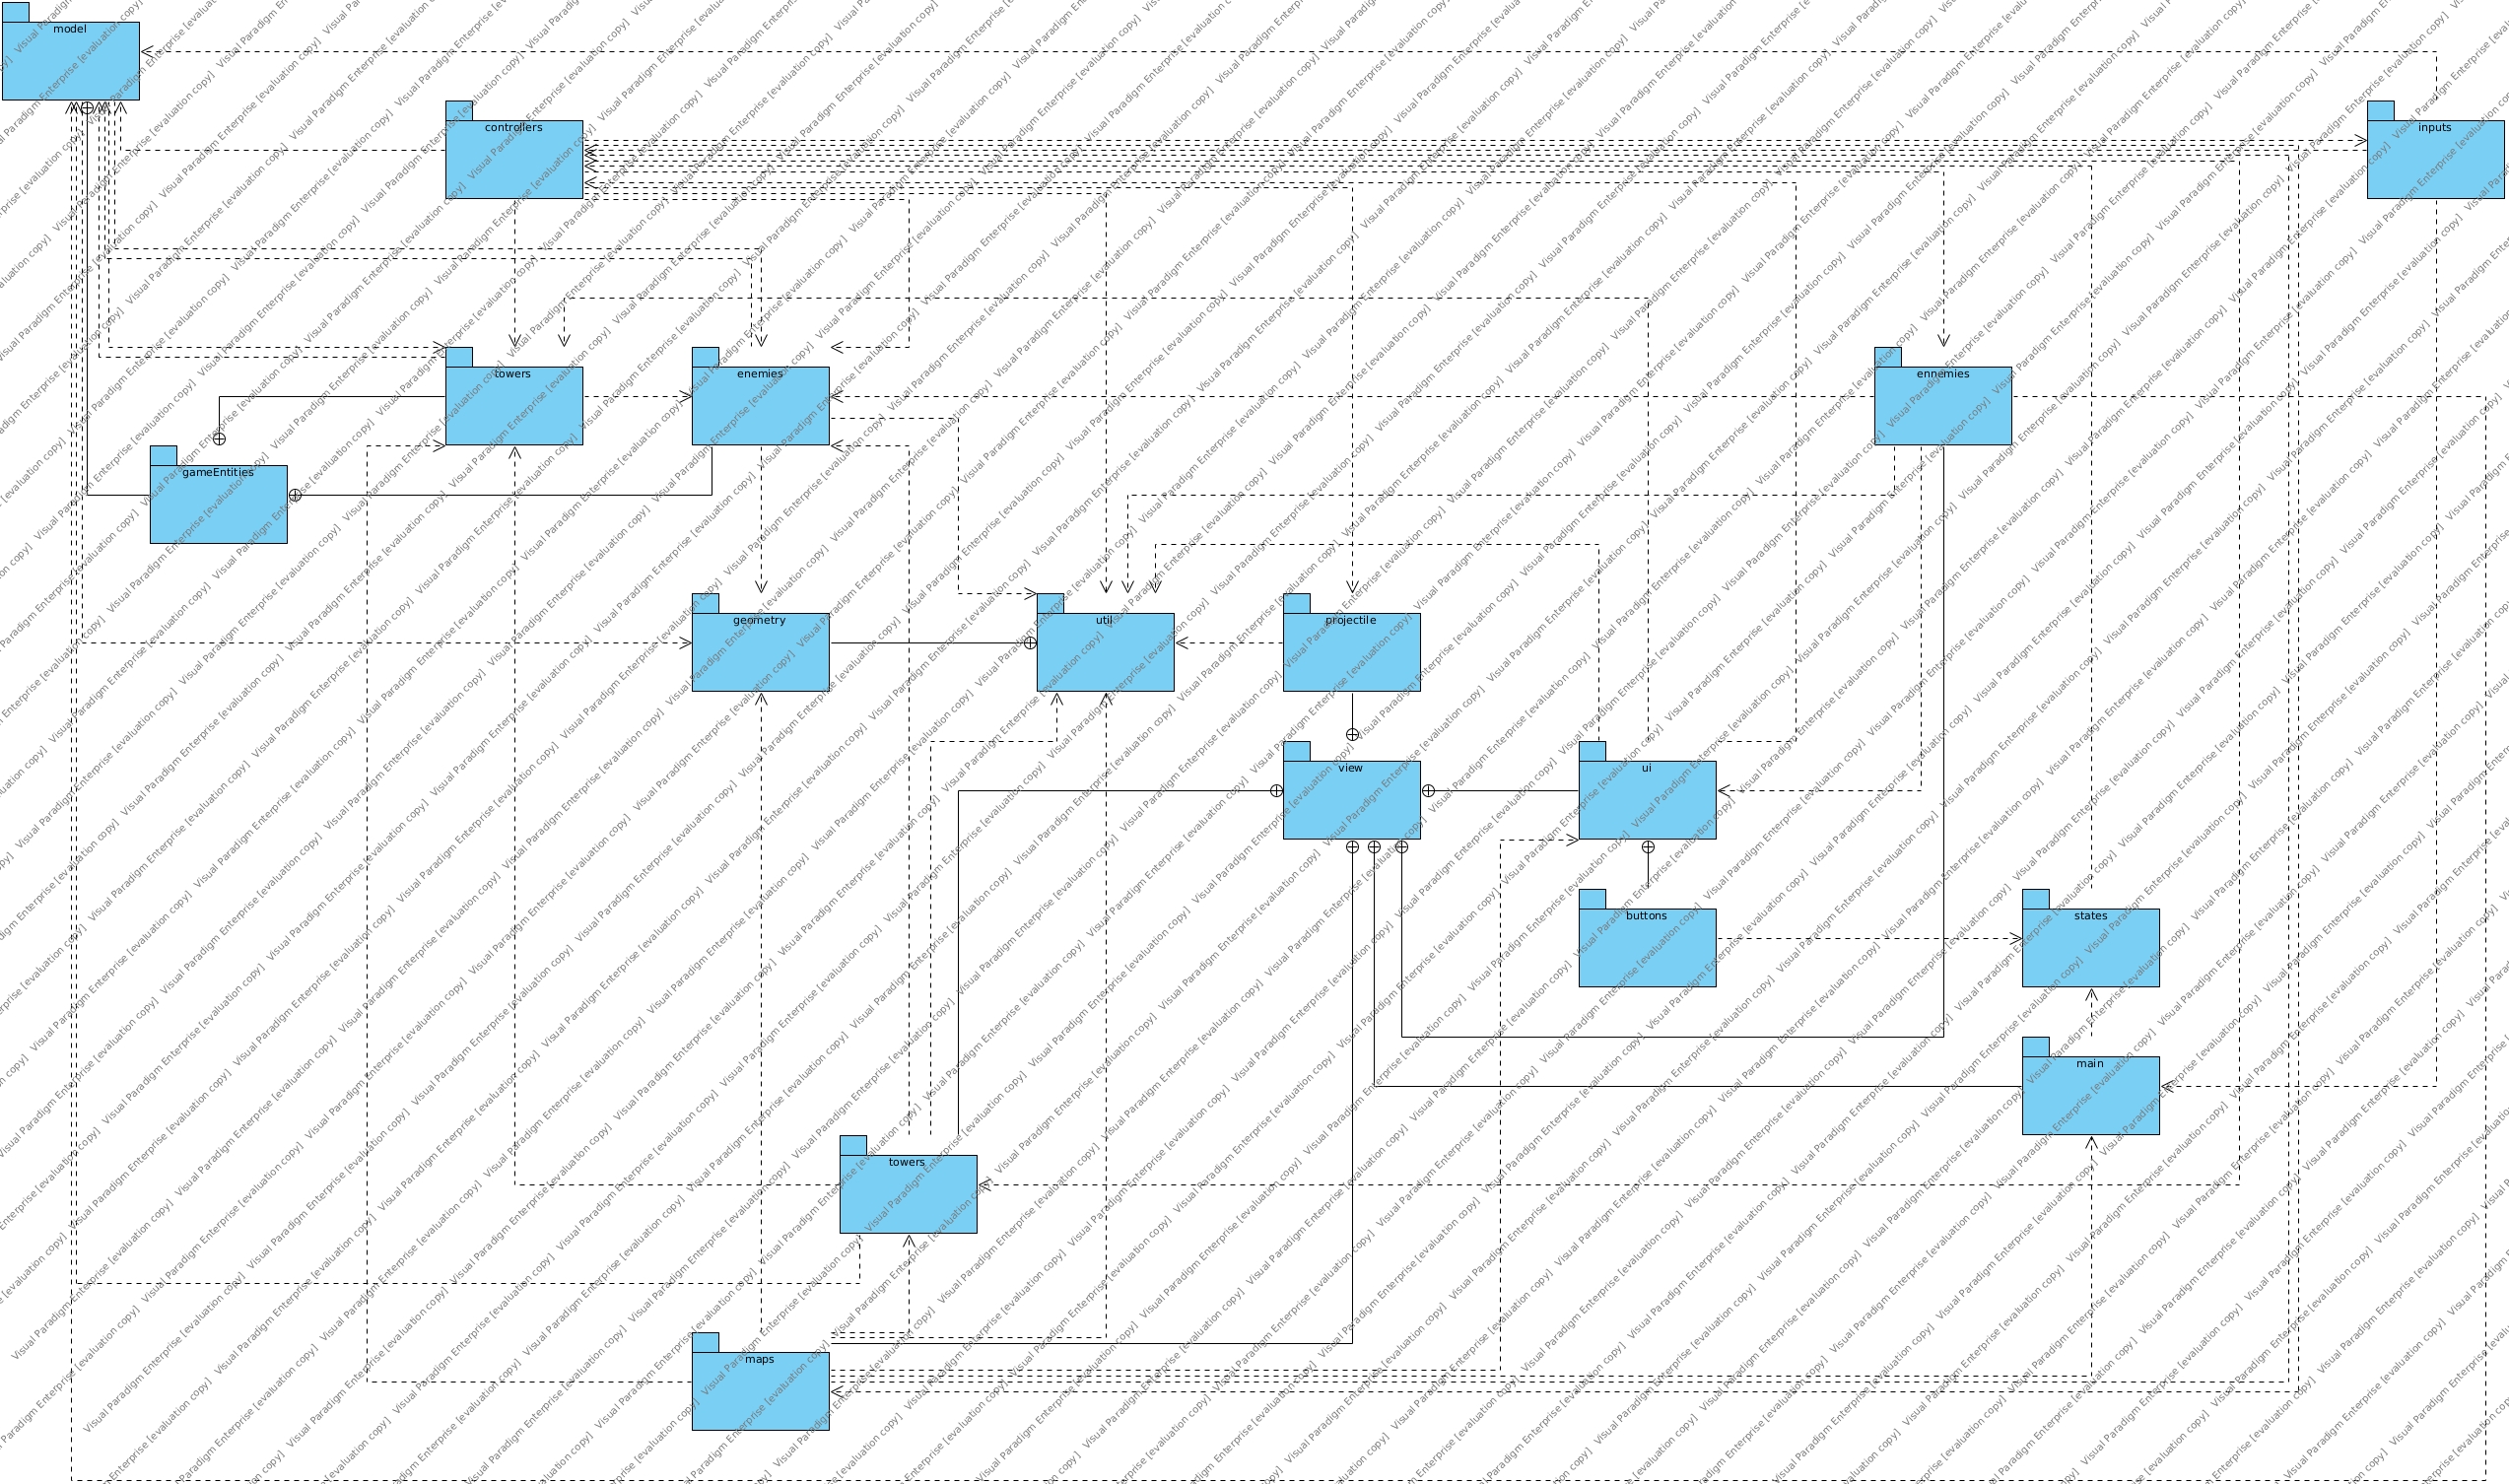 model
controllers
inputs
towers
enemies
ennemies
gameEntities
geometry
util
projectile
view
ui
buttons
states
main
towers
maps
Visual Paradigm Enterprise [evaluation copy]